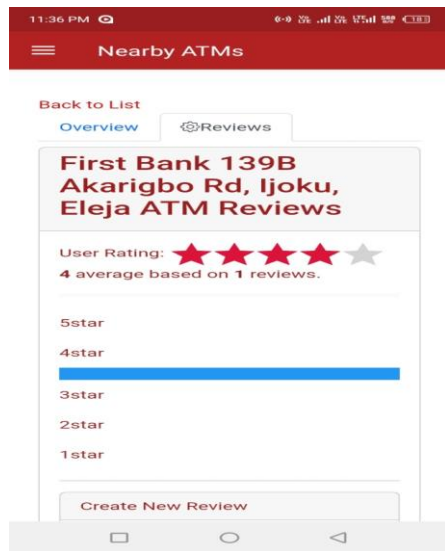 11:36 PM
Nearby ATMs
Back to List
Overview
Reviews
First Bank 139B
Akarigbo Rd, Ijoku,
Eleja ATM Reviews
User Rating:
4 average based on 1 reviews.
5star
4star
3star
2star
1star
Create New Review